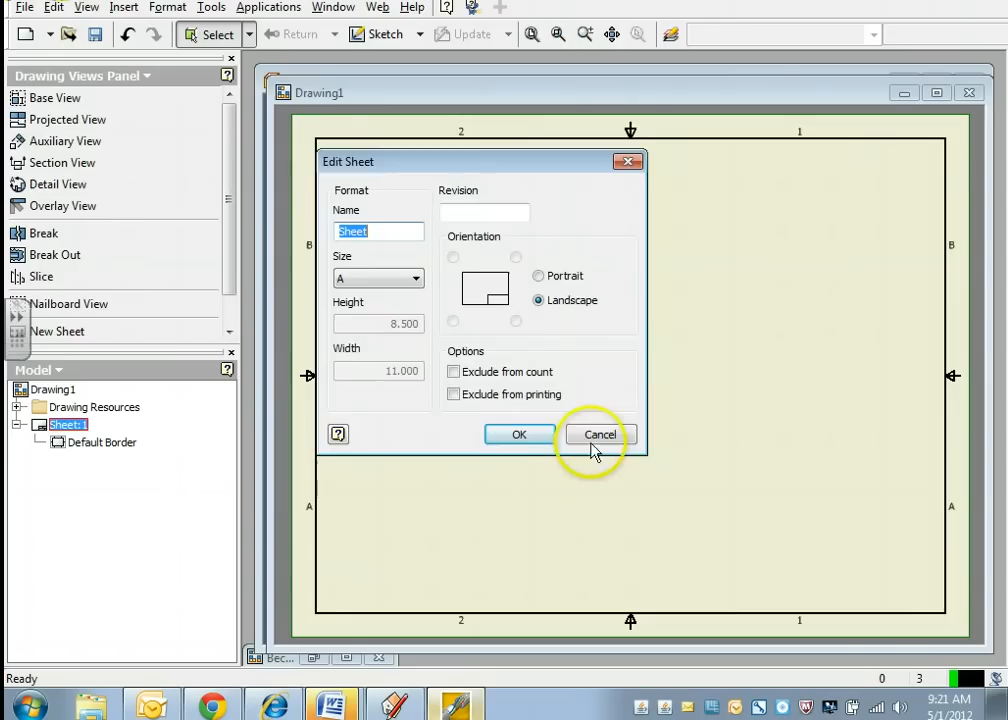 File Edit View Insert Format Tools Applications Window Web Help
Select Return Sketch Update
Drawing Views Panel
Base View
Projected View
Auxiliary View
Section View
Detail View
Overlay View
Break
Break Out
Slice
Nailboard View
New Sheet
Model
Drawing1
Drawing Resources
Sheet:1
Default Border
Drawing1
2 1
B B
A A
2 1
Edit Sheet
Format
Name
Sheet
Size
A
Height
8.500
Width
11.000
Revision
Orientation
Portrait
Landscape
Options
Exclude from count
Exclude from printing
OK Cancel
Bec...
Ready 0 3
9:21 AM
5/1/2012